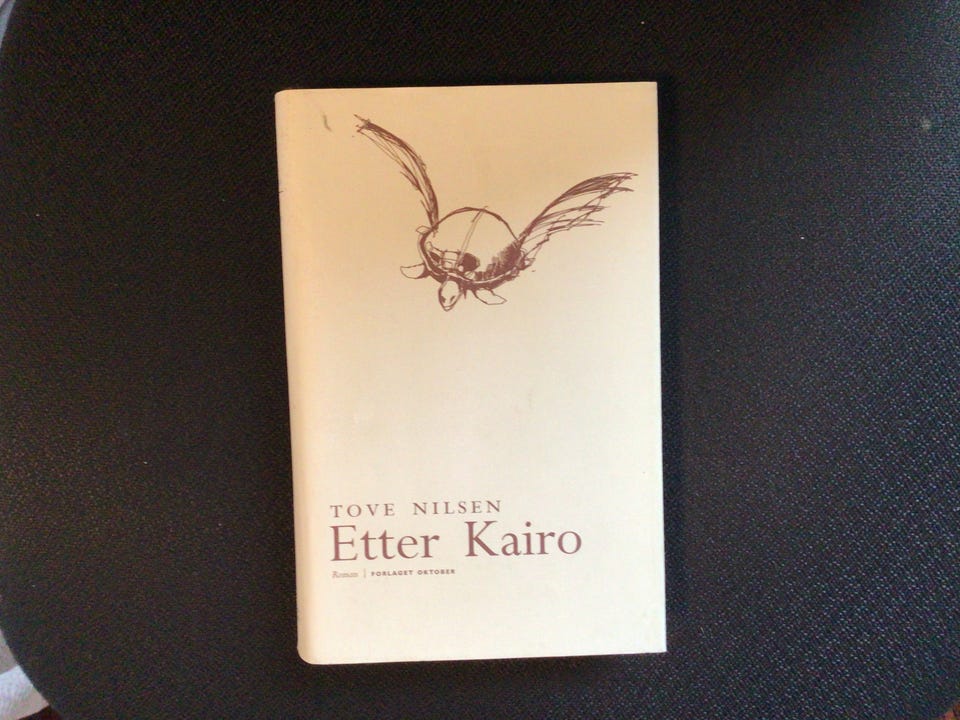 TOVE NILSEN
Etter Kairo
Roman | FORLAGET OKTOBER